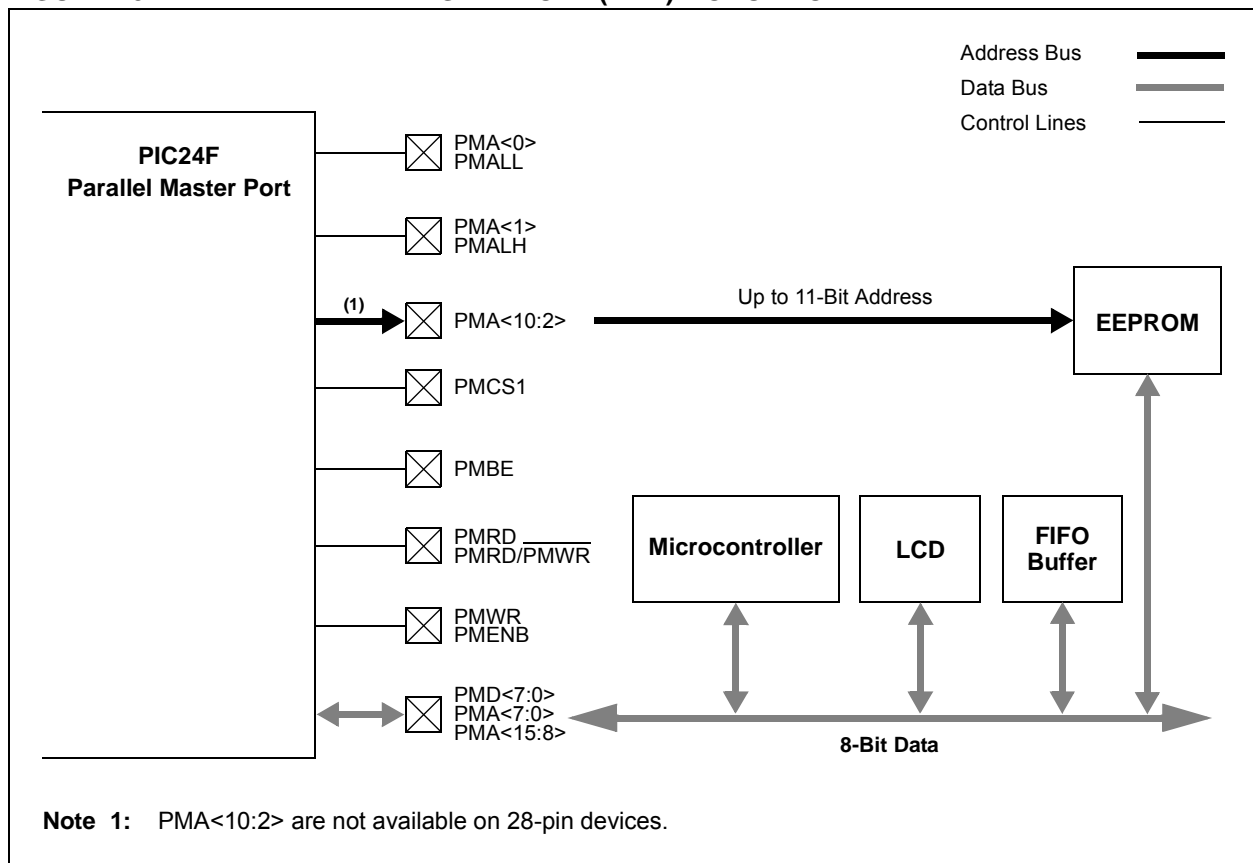 Address Bus
Data Bus
Control Lines
PIC24F
Parallel Master Port
PMA<0>
PMALL
PMA<1>
PMALH
(1)
PMA<10:2>
Up to 11-Bit Address
EEPROM
PMCS1
PMBE
PMRD
PMRD/PMWR
Microcontroller
LCD
FIFO
Buffer
PMWR
PMENB
PMD<7:0>
PMA<7:0>
PMA<15:8>
8-Bit Data
Note 1: PMA<10:2> are not available on 28-pin devices.